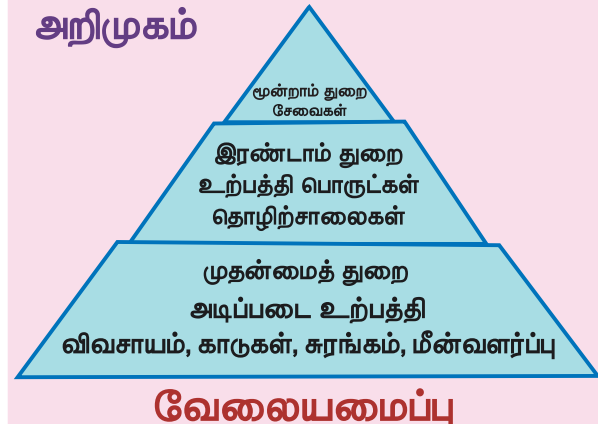 அறிமுகம்
மூன்றாம் துறை
சேவைகள்
இரண்டாம் துறை
உற்பத்தி பொருட்கள்
தொழிற்சாலைகள்
முதன்மைத் துறை
அடிப்படை உற்பத்தி
விவசாயம், காடுகள், சுரங்கம், மீன்வளர்ப்பு
வேலையமைப்பு